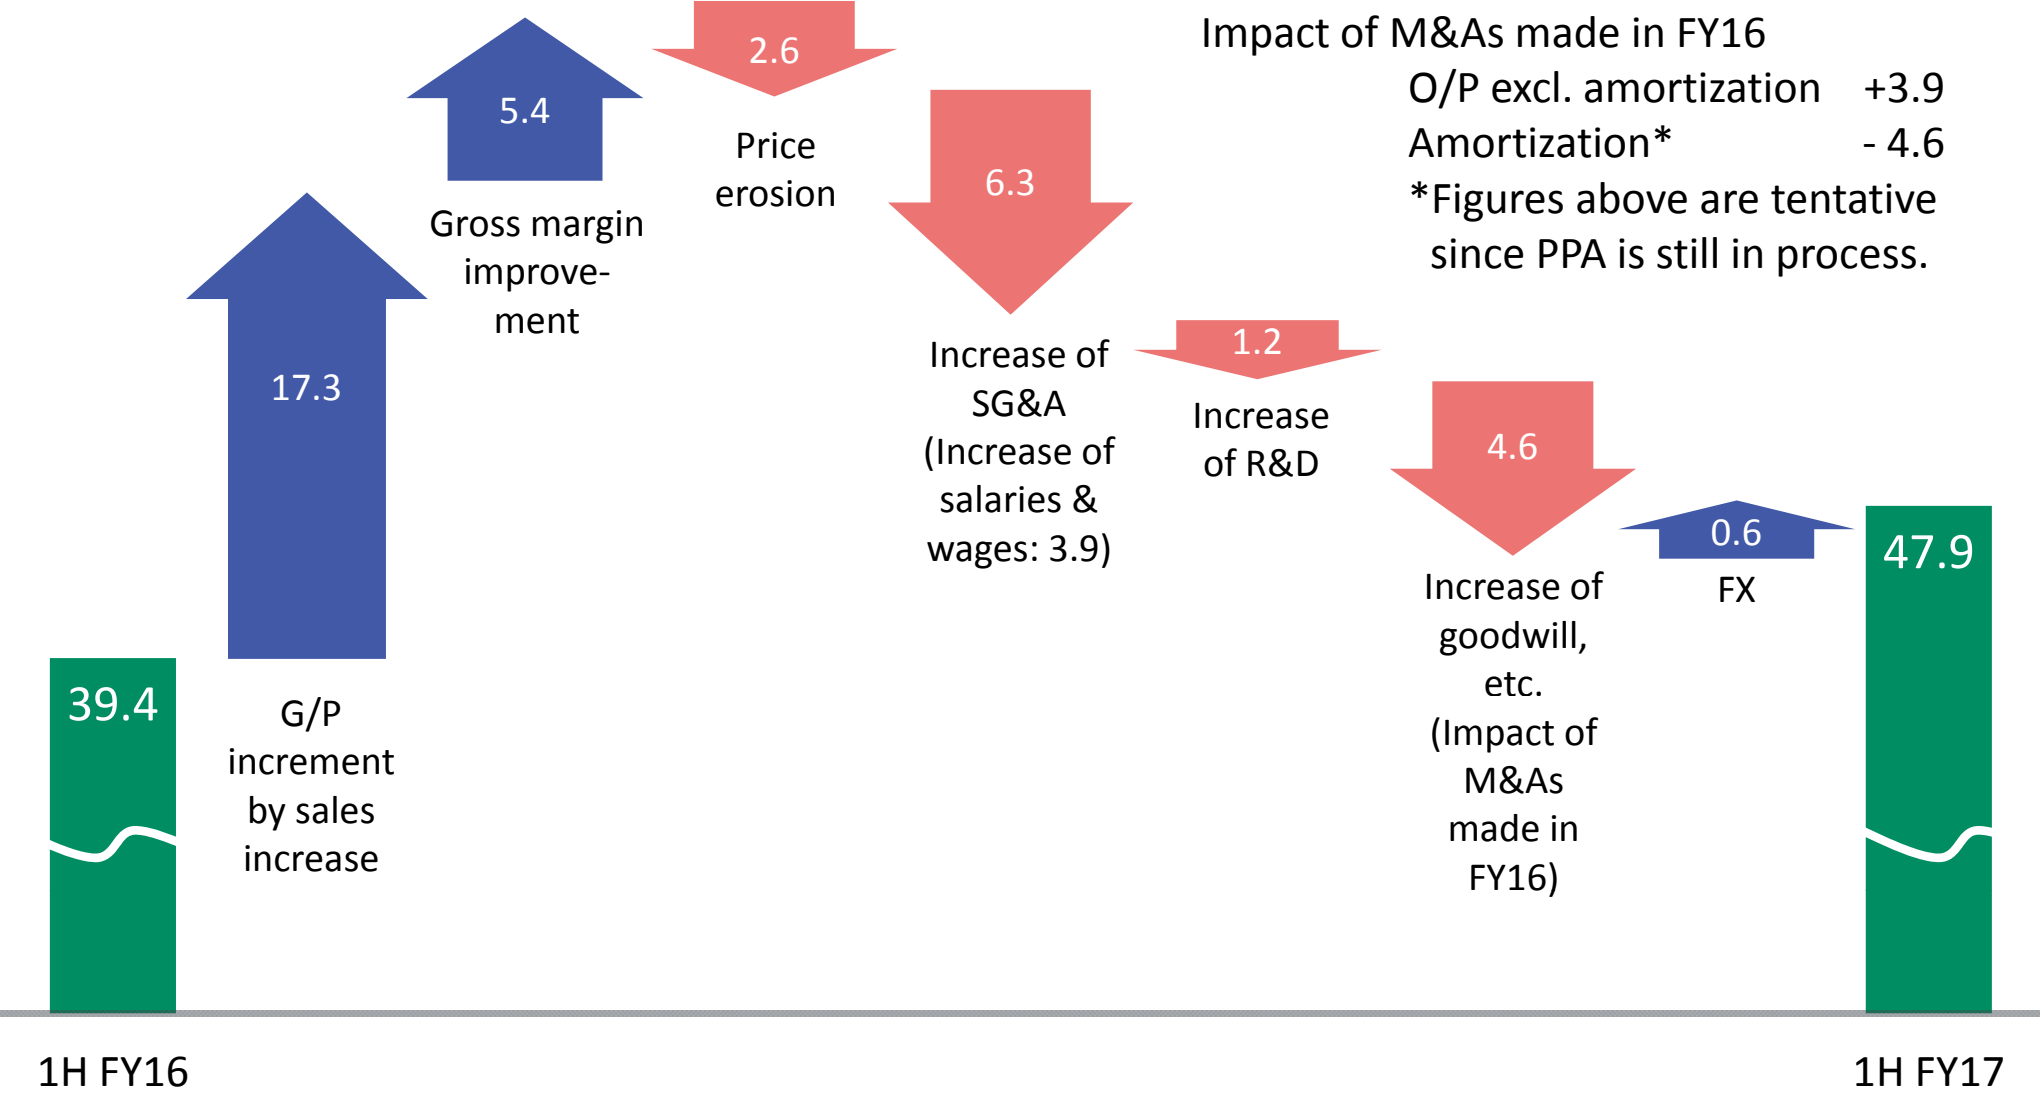 Impact of M&As made in FY16
O/P excl. amortization +3.9
Amortization* - 4.6
*Figures above are tentative
since PPA is still in process.
39.4
17.3
G/P
increment
by sales
increase
5.4
Gross margin
improve-
ment
2.6
Price
erosion
6.3
Increase of
SG&A
(Increase of
salaries &
wages: 3.9)
1.2
Increase
of R&D
4.6
Increase of
goodwill,
etc.
(Impact of
M&As
made in
FY16)
0.6
FX
47.9
1H FY16
1H FY17